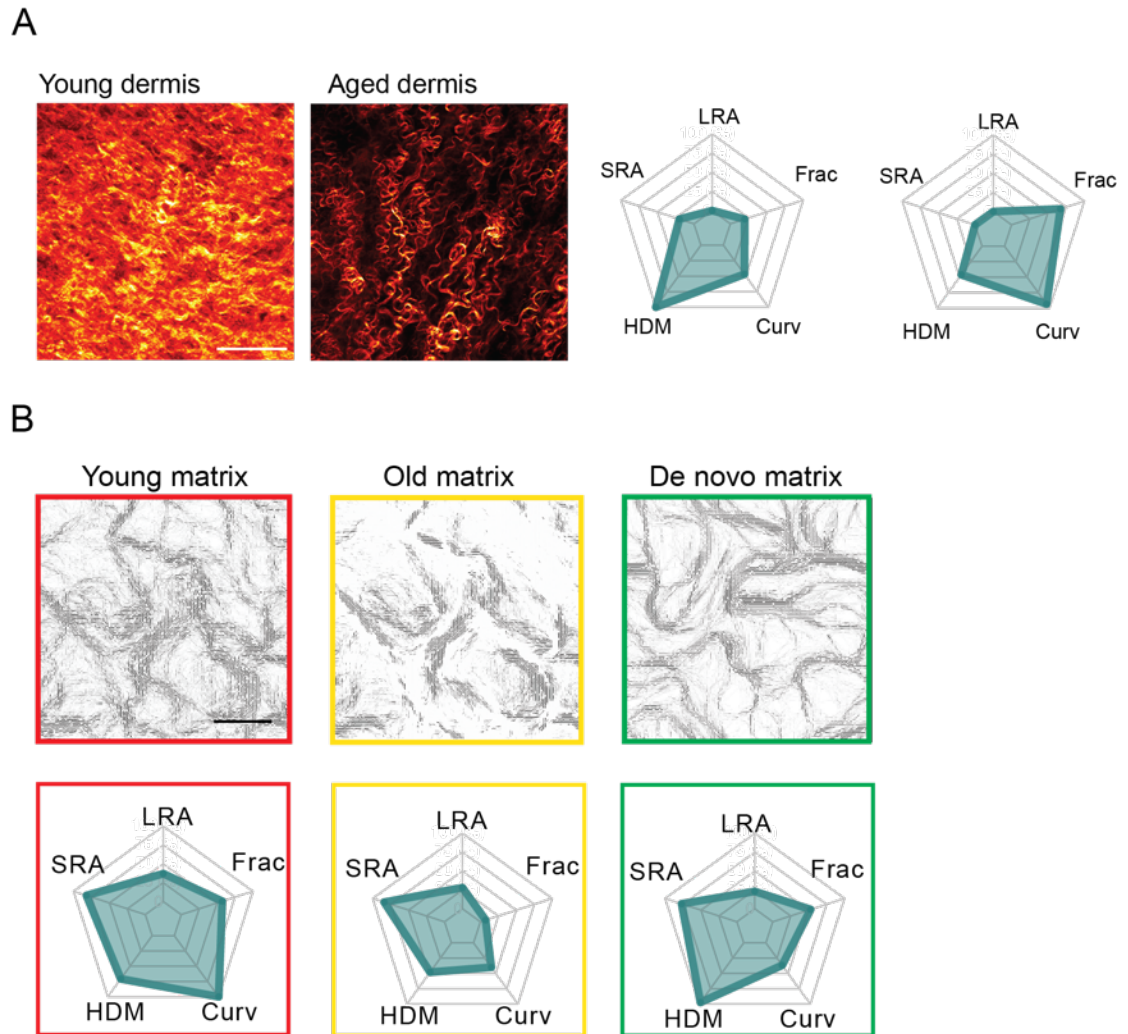 A
Young dermis
Aged dermis
LRA
SRA
Frac
HDM
Curv
LRA
SRA
Frac
HDM
Curv
B
Young matrix
Old matrix
De novo matrix
LRA
SRA
Frac
HDM
Curv
LRA
SRA
Frac
HDM
Curv
LRA
SRA
Frac
HDM
Curv